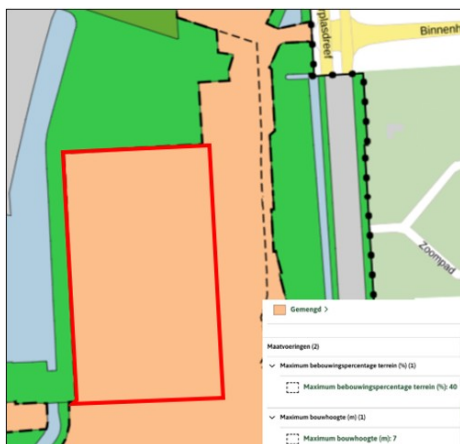 rplasdreef
Binnenh
Zoompad
Gemengd >
Maatvoeringen (2)
Maximum bebouwingspercentage terrein (%) (1)
Maximum bebouwingspercentage terrein (%): 40
Maximum bouwhoogte (m) (1)
Maximum bouwhoogte (m): 7